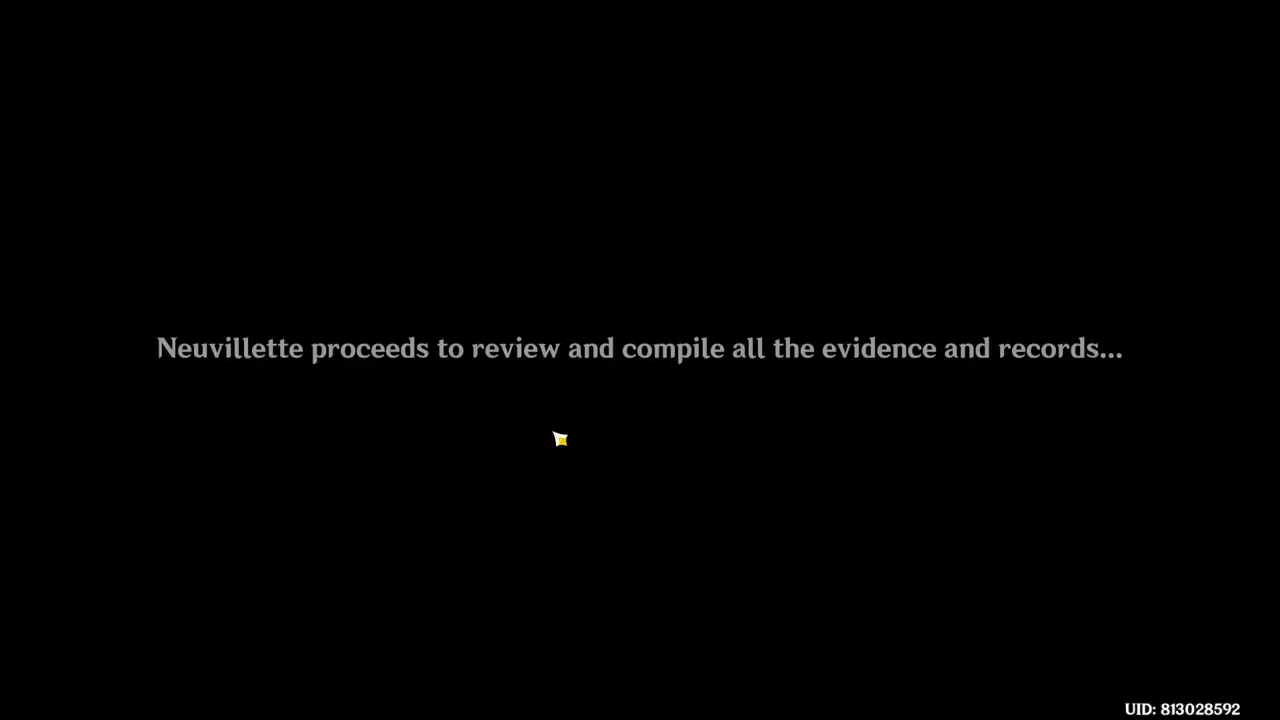 Neuvillette proceeds to review and compile all the evidence and records...
UID: 813028592